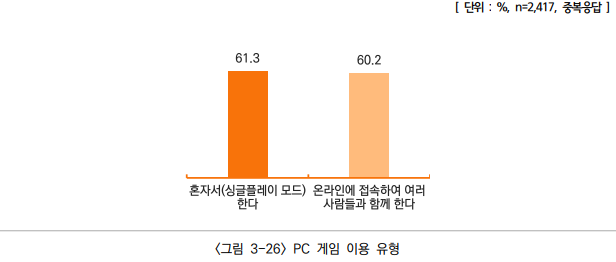 [ 단위 : %, n=2,417, 중복응답 ]
61.3
60.2
혼자서(싱글플레이 모드)
한다
온라인에 접속하여 여러
사람들과 함께 한다
<그림 3-26> PC 게임 이용 유형